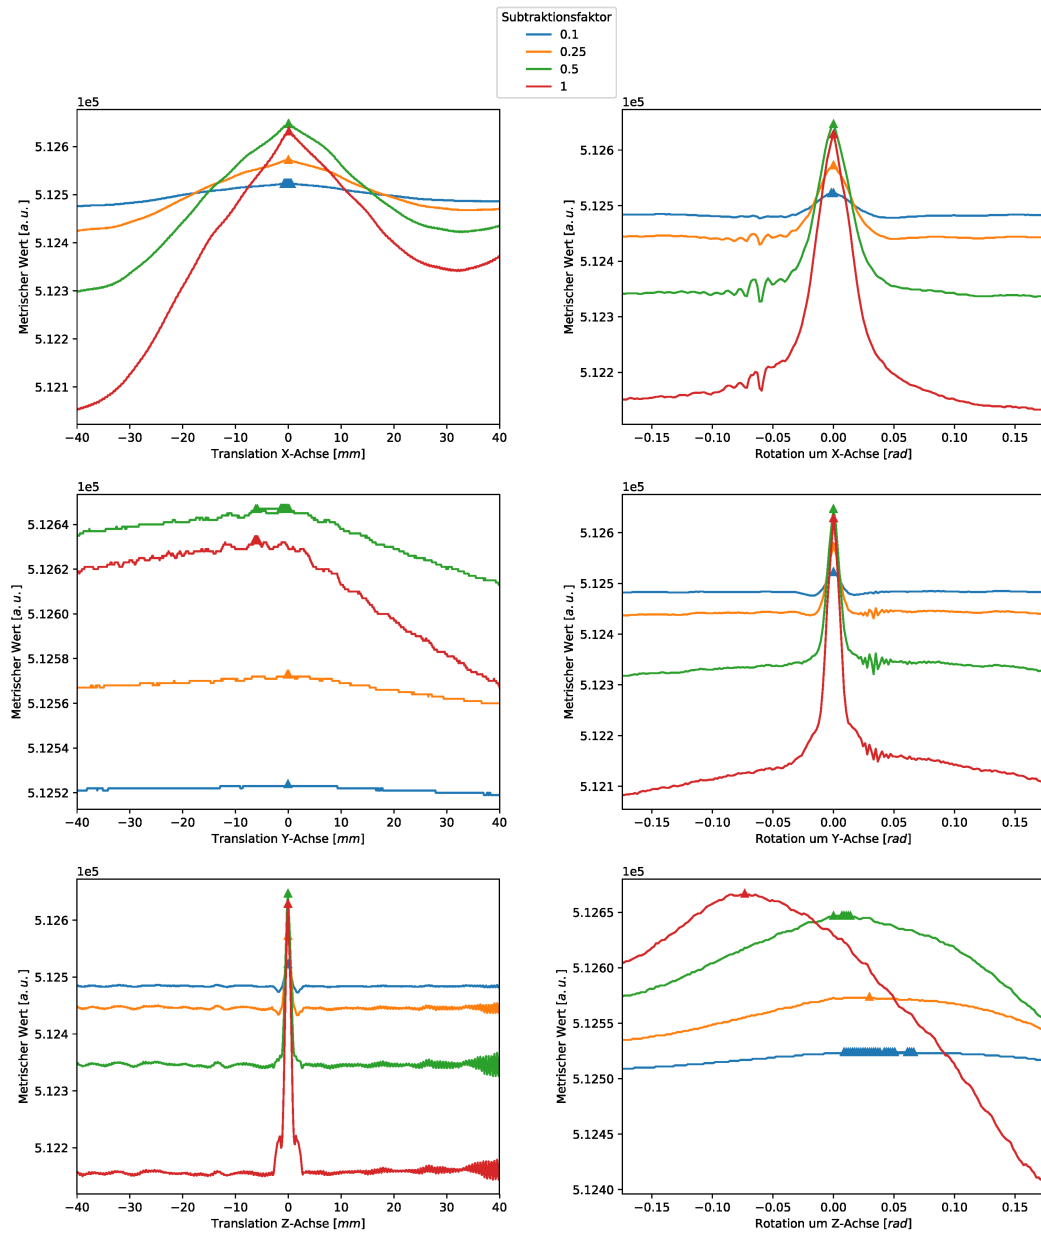 Subtraktionsfaktor
0.1
0.25
0.5
1
1e5
5.126
5.125
5.124
5.123
5.122
5.121
Metrischer Wert [a. u. ]
−40 −30 −20 −10 0 10 20 30 40
Translation X-Achse [mm]
1e5
5.126
5.125
5.124
5.123
5.122
Metrischer Wert [a. u. ]
−0.15 −0.10 −0.05 0.00 0.05 0.10 0.15
Rotation um X-Achse [rad]
1e5
5.1264
5.1262
5.1260
5.1258
5.1256
5.1254
5.1252
Metrischer Wert [a. u. ]
−40 −30 −20 −10 0 10 20 30 40
Translation Y-Achse [mm]
1e5
5.126
5.125
5.124
5.123
5.122
5.121
Metrischer Wert [a. u. ]
−0.15 −0.10 −0.05 0.00 0.05 0.10 0.15
Rotation um Y-Achse [rad]
1e5
5.126
5.125
5.124
5.123
5.122
Metrischer Wert [a. u. ]
−40 −30 −20 −10 0 10 20 30 40
Translation Z-Achse [mm]
1e5
5.1265
5.1260
5.1255
5.1250
5.1245
5.1240
Metrischer Wert [a. u. ]
−0.15 −0.10 −0.05 0.00 0.05 0.10 0.15
Rotation um Z-Achse [rad]